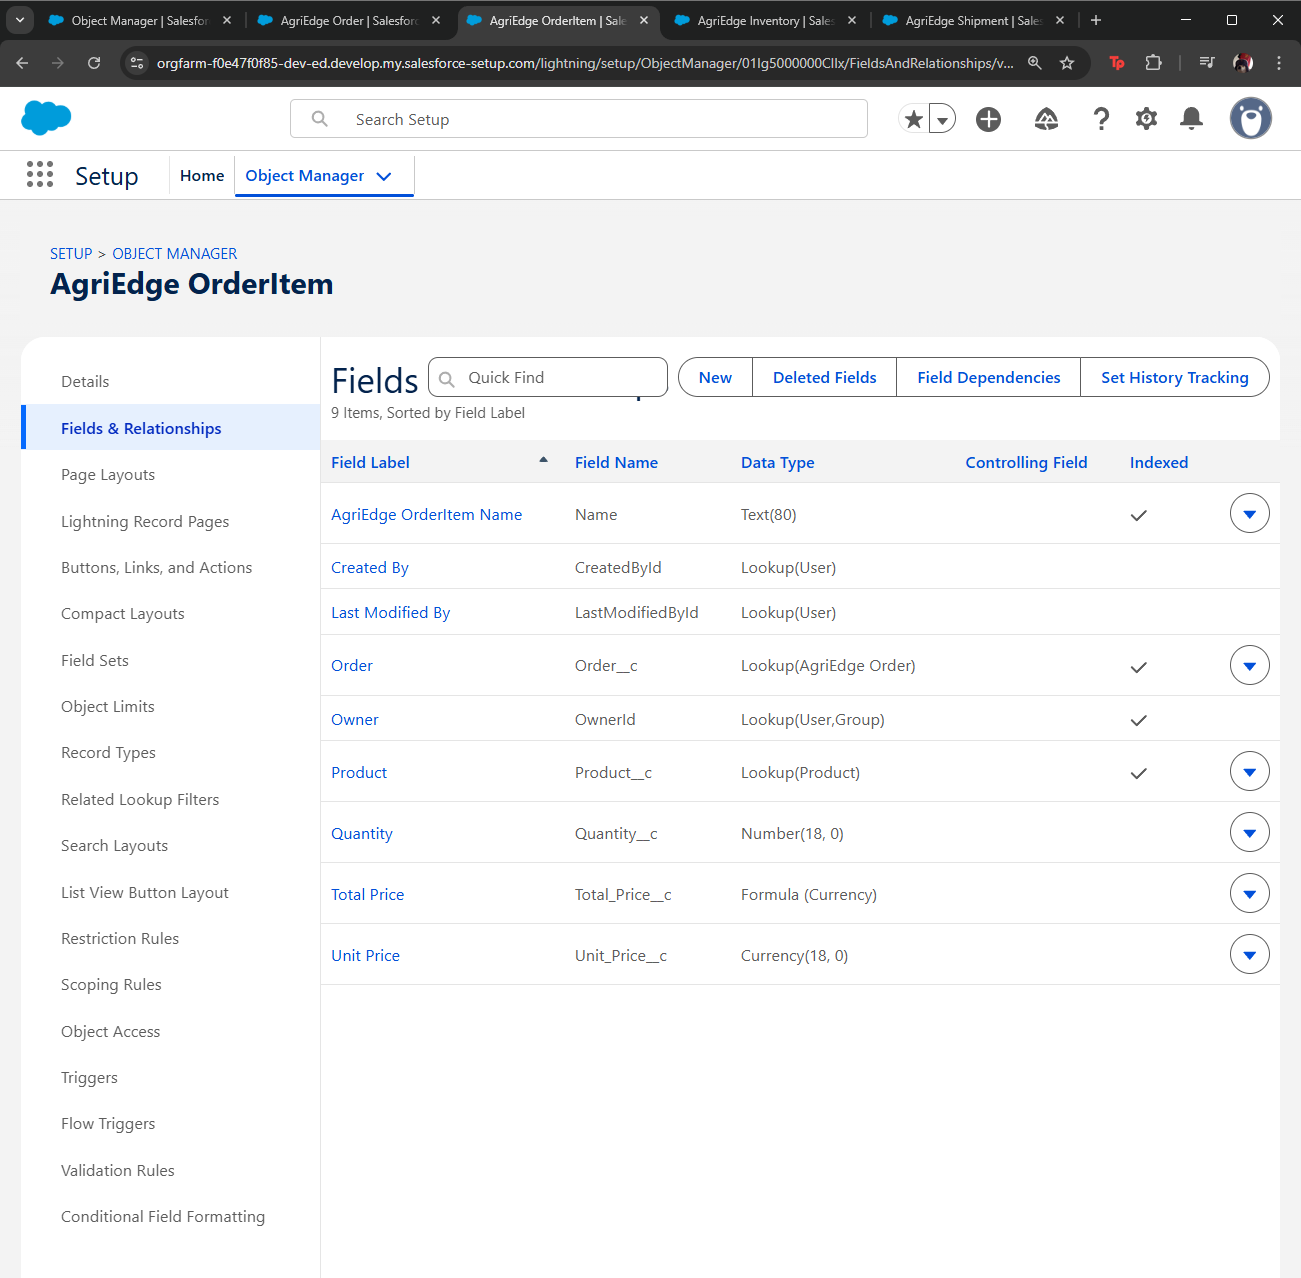 Object Manager | Salesfor
AgriEdge Order | Salesforc
AgriEdge OrderItem | Sale
AgriEdge Inventory | Sales
AgriEdge Shipment | Sales
orgfarm-f0e47f0f85-dev-ed.develop.my.salesforce-setup.com/lightning/setup/ObjectManager/01Ig5000000CIIx/FieldsAndRelationships/v...
Tp
Search Setup
Setup
Home
Object Manager
SETUP > OBJECT MANAGER
AgriEdge OrderItem
Details
Fields & Relationships
Page Layouts
Lightning Record Pages
Buttons, Links, and Actions
Compact Layouts
Field Sets
Object Limits
Record Types
Related Lookup Filters
Search Layouts
List View Button Layout
Restriction Rules
Scoping Rules
Object Access
Triggers
Flow Triggers
Validation Rules
Conditional Field Formatting
Fields
Quick Find
New
Deleted Fields
Field Dependencies
Set History Tracking
9 Items, Sorted by Field Label
Field Label Field Name Data Type Controlling Field Indexed
AgriEdge OrderItem Name Name Text(80)
Created By CreatedById Lookup(User)
Last Modified By LastModifiedById Lookup(User)
Order Order__c Lookup(AgriEdge Order)
Owner OwnerId Lookup(User,Group)
Product Product__c Lookup(Product)
Quantity Quantity__c Number(18, 0)
Total Price Total_Price__c Formula (Currency)
Unit Price Unit_Price__c Currency(18, 0)